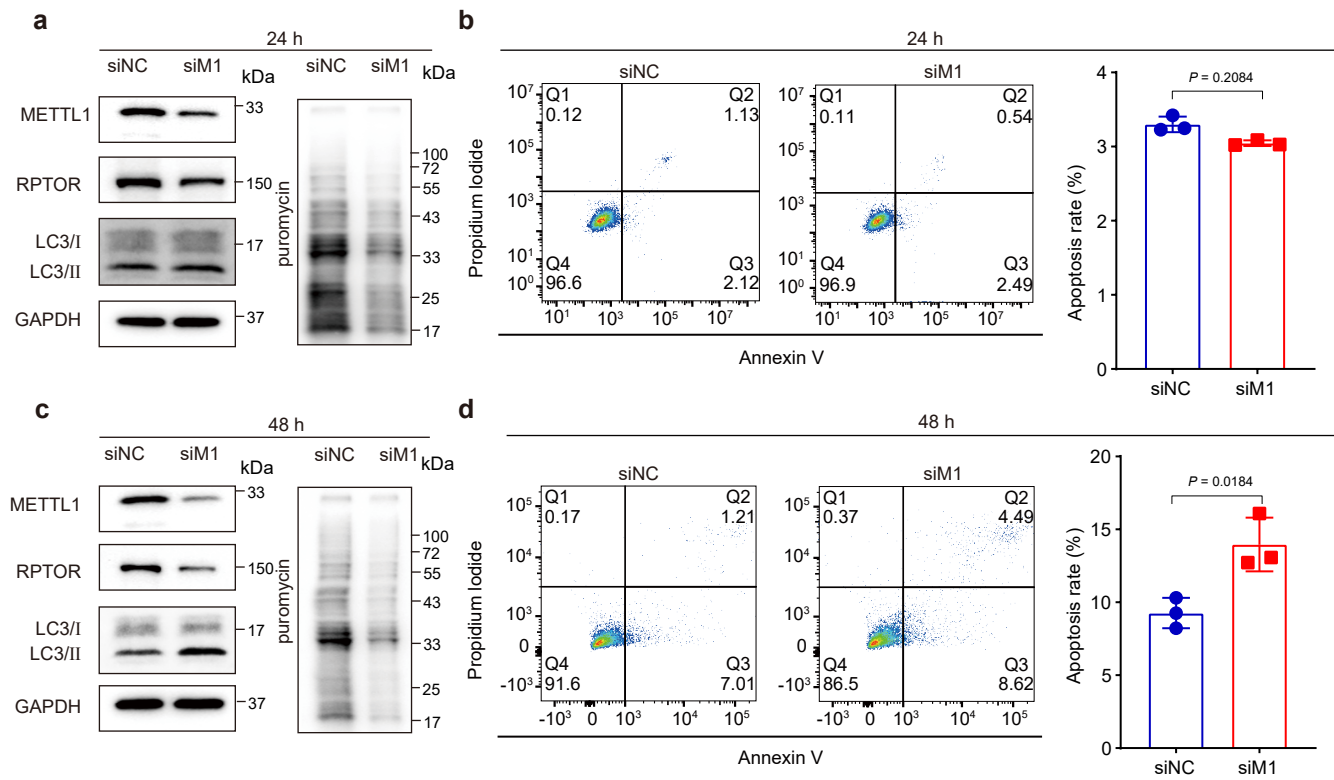 a
24 h
siNC siM1 kDa
METTL1 33
RPTOR 150
LC3/I 17
LC3/II
GAPDH 37
siNC siM1 kDa
puromycin
100
72
55
43
33
25
17
b
24 h
siNC
Q1 0.12
Q2 1.13
Q4 96.6
Q3 2.12
10⁷
10⁵
10³
10¹
10⁰
10¹ 10³ 10⁵ 10⁷
Propidium Iodide
siM1
Q1 0.11
Q2 0.54
Q4 96.9
Q3 2.49
10⁷
10⁵
10³
10¹
10⁰
10¹ 10³ 10⁵ 10⁷
Annexin V
P = 0.2084
Apoptosis rate (%)
4
3
2
1
0
siNC siM1
c
48 h
siNC siM1 kDa
METTL1 33
RPTOR 150
LC3/I 17
LC3/II
GAPDH 37
siNC siM1 kDa
puromycin
100
72
55
43
33
25
17
d
48 h
siNC
Q1 0.17
Q2 1.21
Q4 91.6
Q3 7.01
10⁵
10⁴
10³
0
-10³
-10³ 0 10³ 10⁴ 10⁵
Propidium Iodide
siM1
Q1 0.37
Q2 4.49
Q4 86.5
Q3 8.62
10⁵
10⁴
10³
0
-10³
-10³ 0 10³ 10⁴ 10⁵
Annexin V
P = 0.0184
Apoptosis rate (%)
20
15
10
5
0
siNC siM1